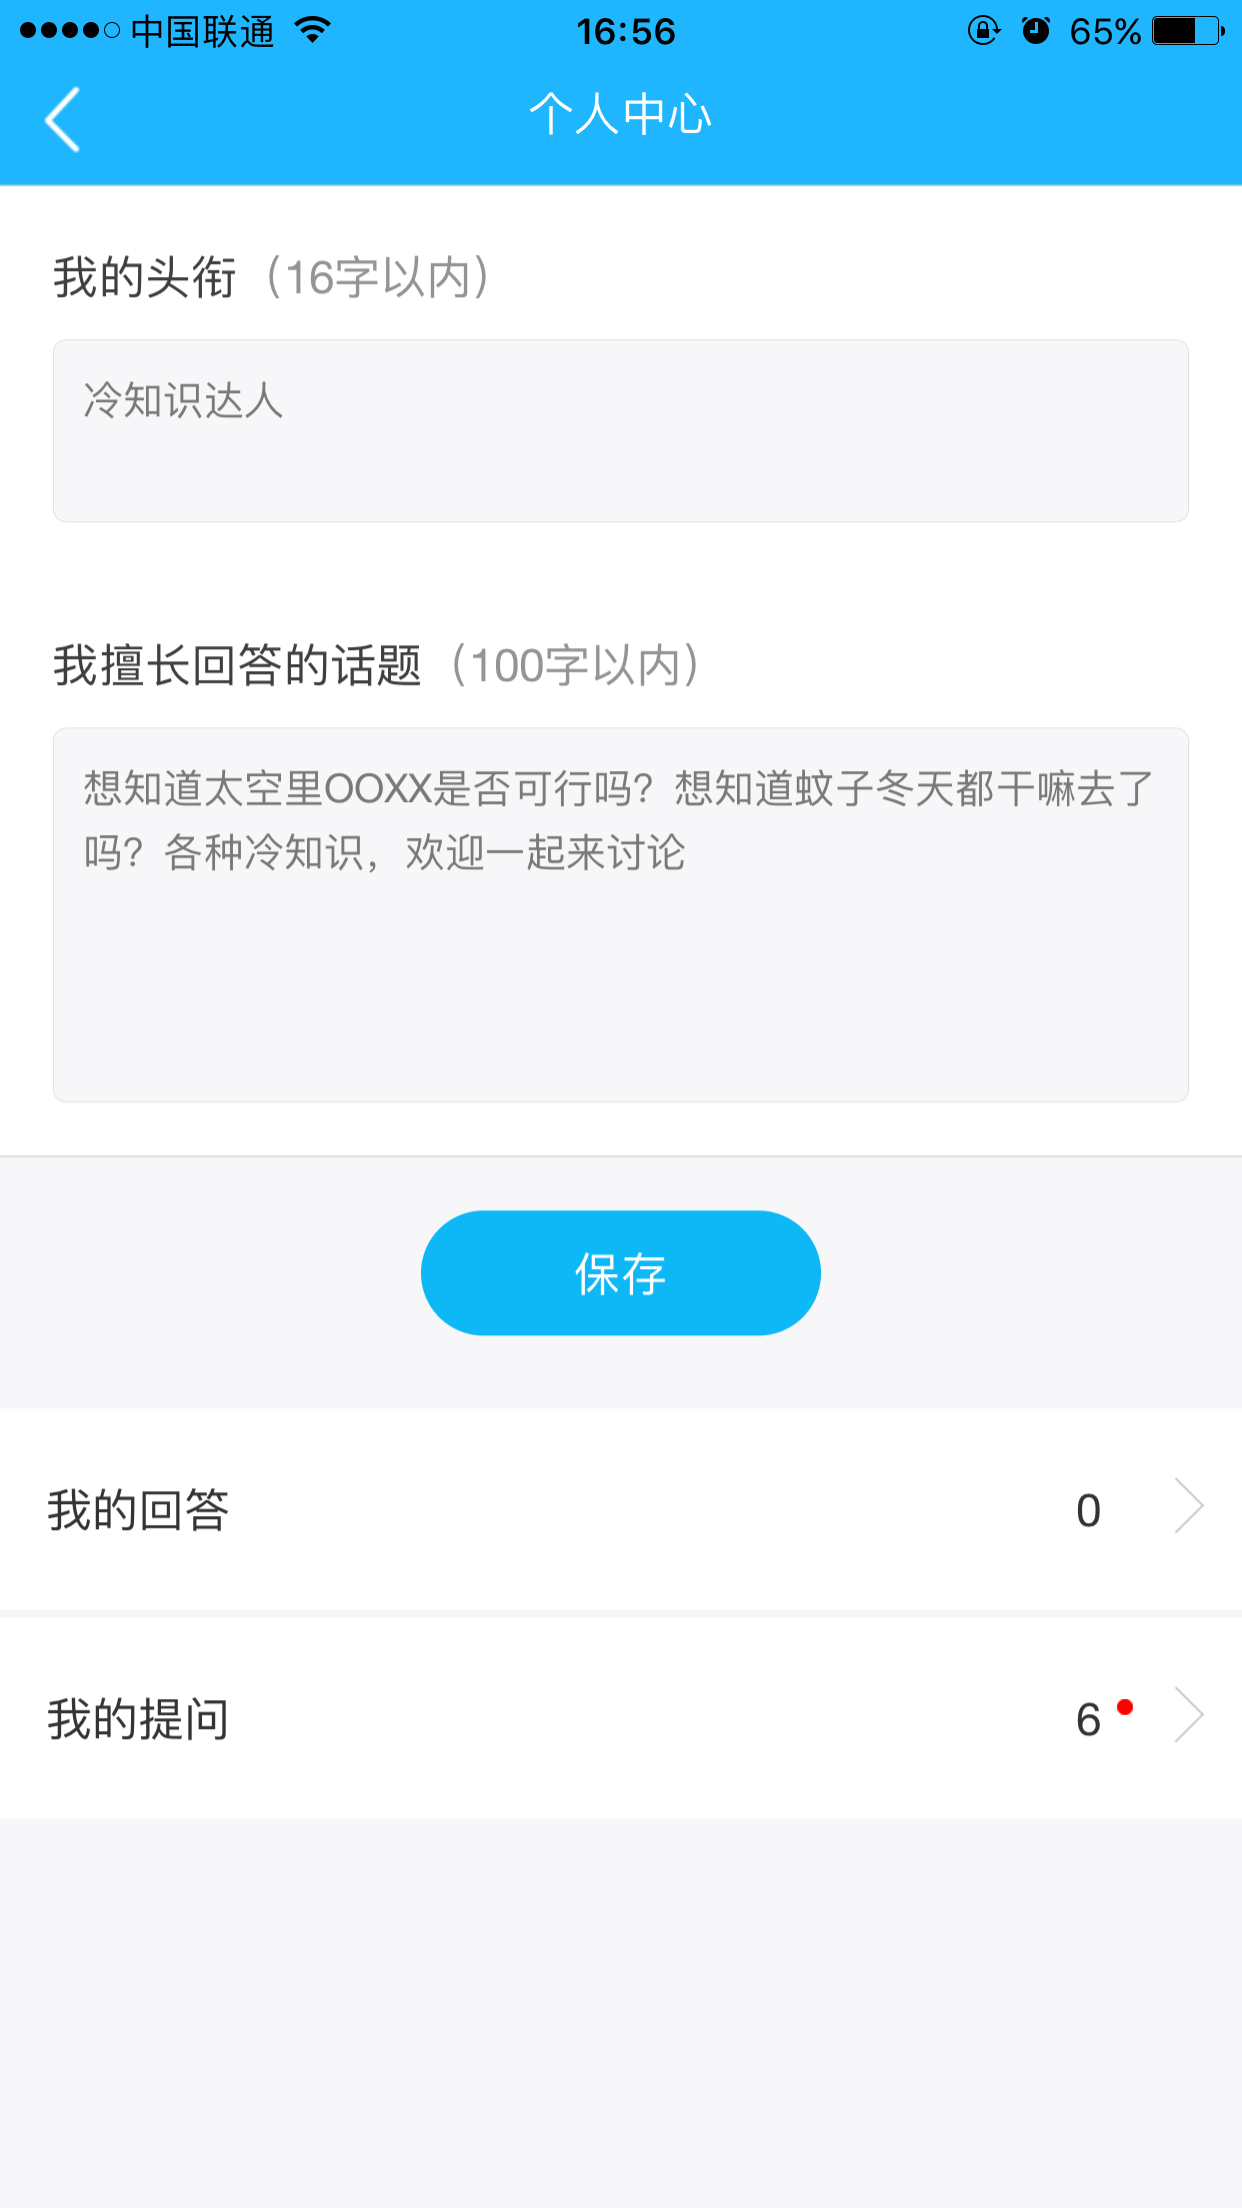 中国联通 16:56 65%
个人中心
我的头衔（16字以内）
冷知识达人
我擅长回答的话题（100字以内）
想知道太空里OOXX是否可行吗？想知道蚊子冬天都干嘛去了
吗？各种冷知识，欢迎一起来讨论
保存
我的回答 0
我的提问 6